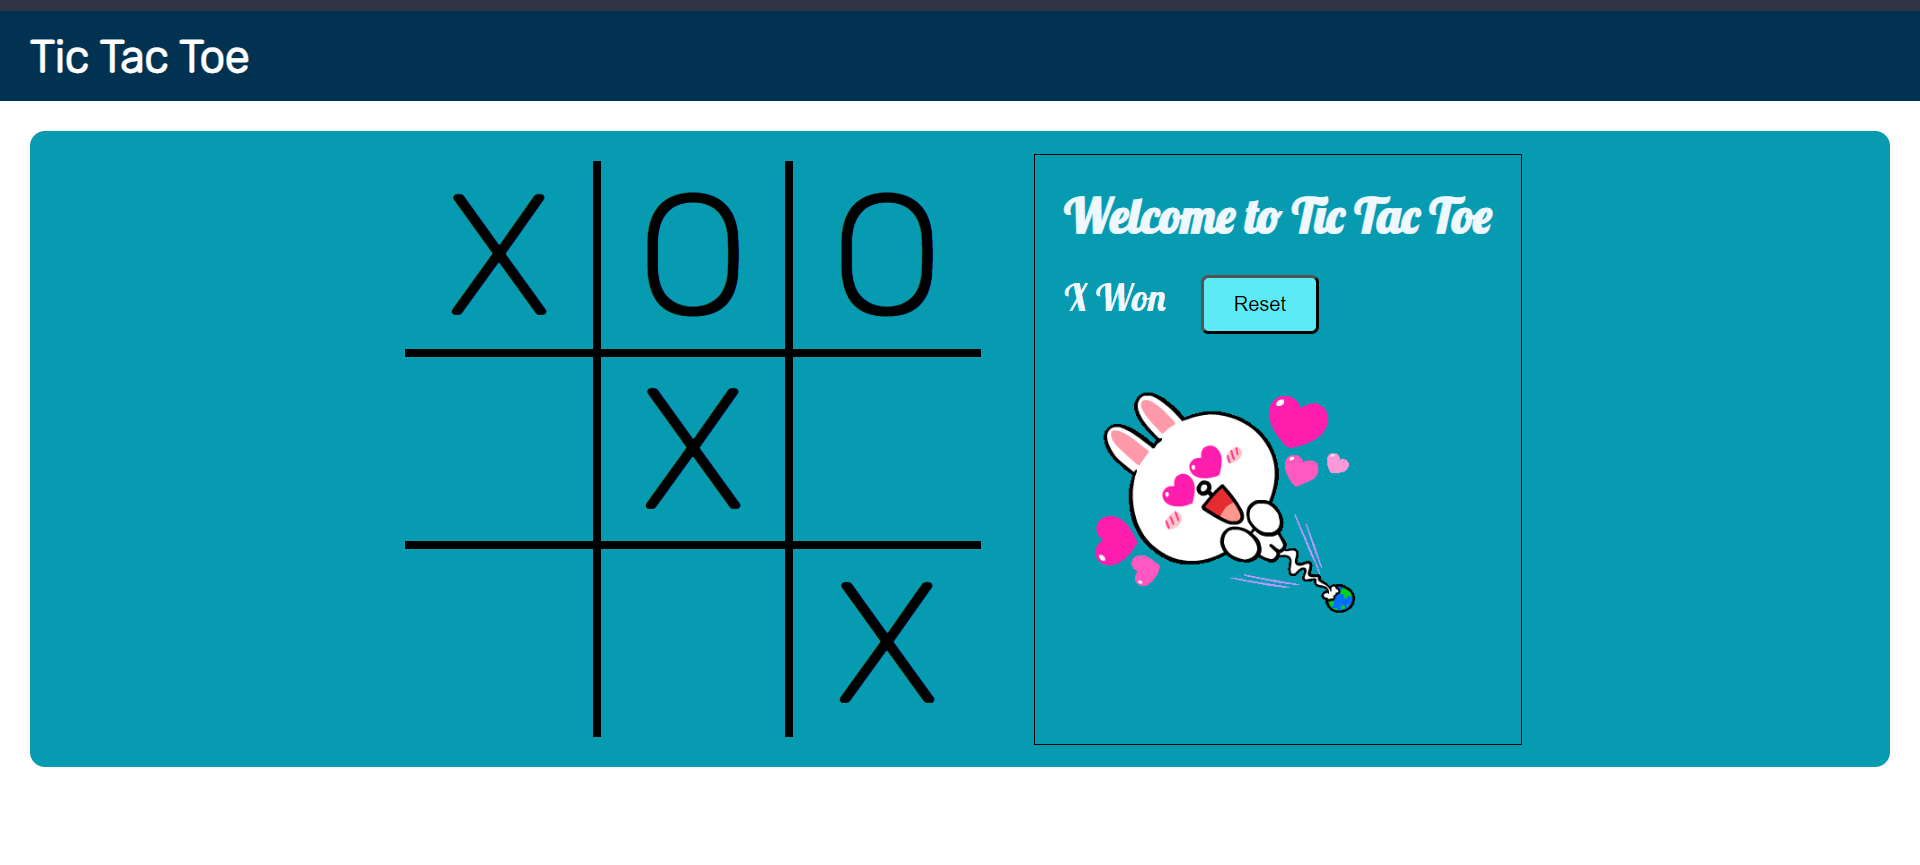 Tic Tac Toe
X O O
X
X
Welcome to Tic Tac Toe
X Won
Reset